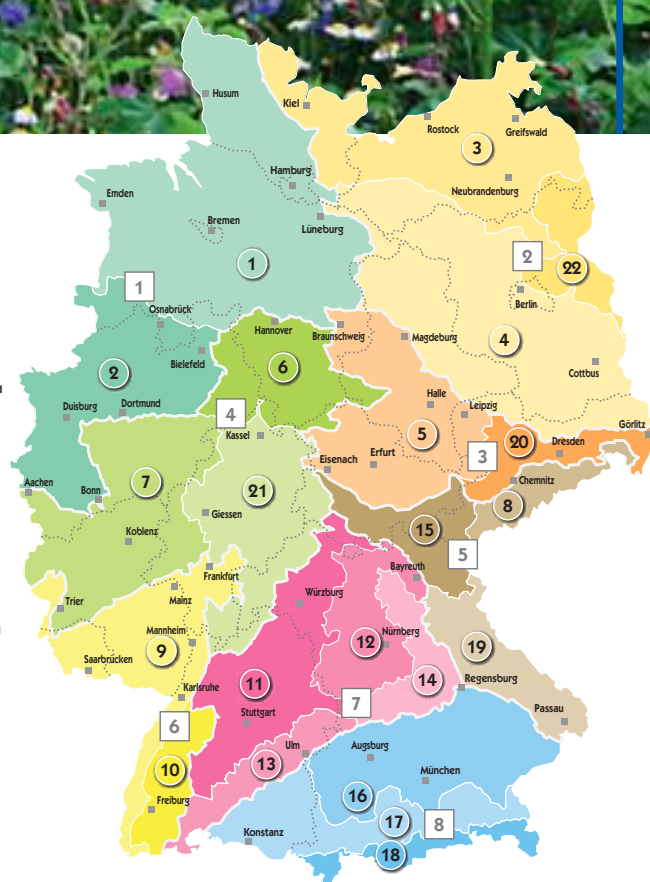 Husum
Kiel
Rostock
Greifswald
3
Hamburg
Neubrandenburg
Emden
Bremen
Lüneburg
1
2
22
1
Berlin
Osnabrück
Hannover
Braunschweig
Magdeburg
4
Bielefeld
6
2
Cottbus
Duisburg
Dortmund
Halle
Leipzig
4
Kassel
5
20
Görlitz
Dresden
Eisenach
Erfurt
3
Aachen
Bonn
7
21
Chemnitz
8
Giessen
15
Koblenz
5
Frankfurt
Bayreuth
Trier
Mainz
Würzburg
Mannheim
12
Nürnberg
19
Saarbrücken
9
11
14
Regensburg
Karlsruhe
7
Passau
6
Stuttgart
Ulm
Augsburg
13
10
München
16
Freiburg
17
8
Konstanz
18